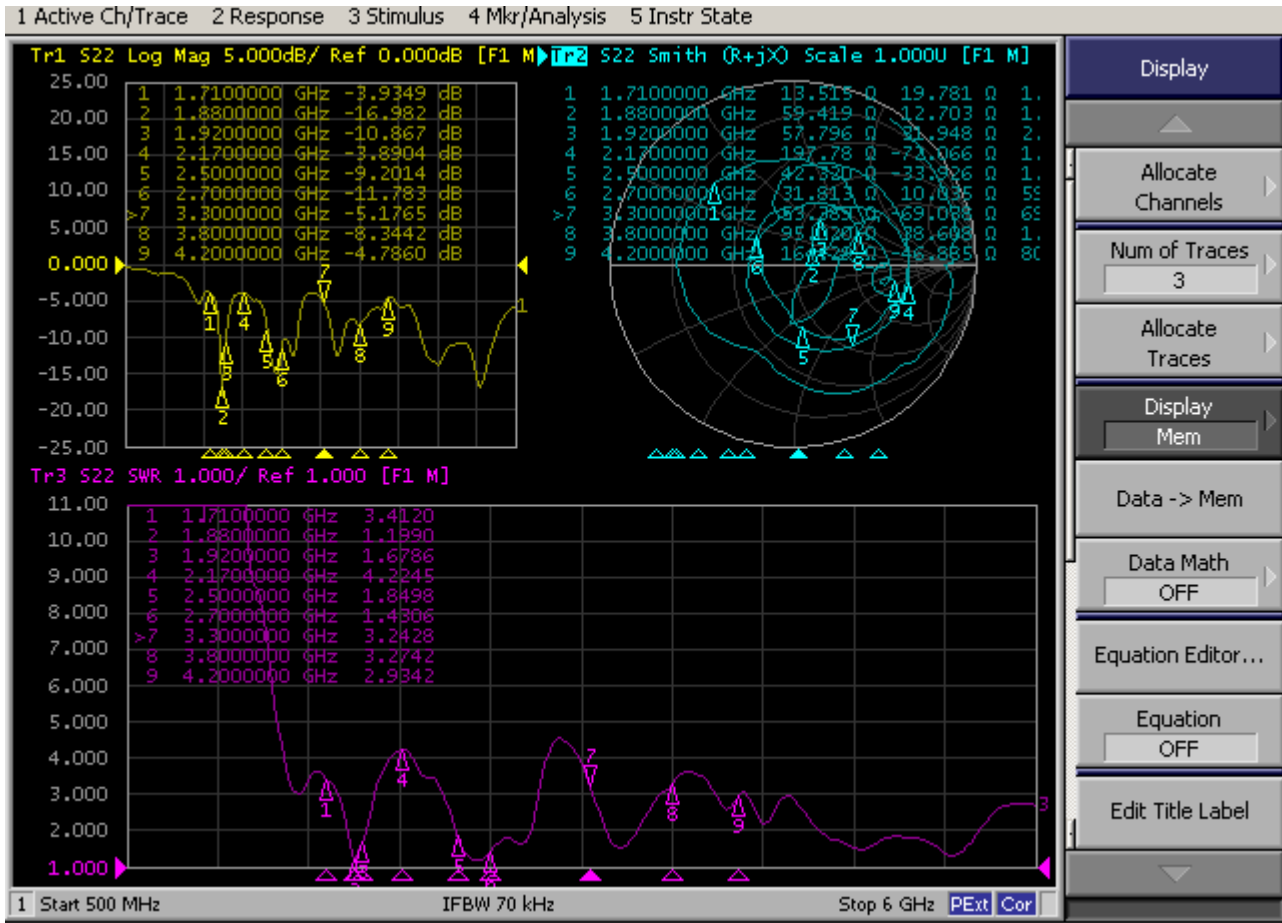 1 Active Ch/Trace 2 Response 3 Stimulus 4 Mkr/Analysis 5 Instr State
Tr1 S22 Log Mag 5.000dB/ Ref 0.000dB [F1 M
25.00
20.00
15.00
10.00
5.000
0.000
-5.000
-10.00
-15.00
-20.00
-25.00
1 1.7100000 GHz -3.9349 dB
2 1.8800000 GHz -16.982 dB
3 1.9200000 GHz -10.867 dB
4 2.1700000 GHz -3.8904 dB
5 2.5000000 GHz -9.2014 dB
6 2.7000000 GHz -11.783 dB
>7 3.3000000 GHz -5.1765 dB
8 3.8000000 GHz -8.3442 dB
9 4.2000000 GHz -4.7860 dB
Tr2 S22 Smith (R+jX) Scale 1.000U [F1 M]
1 1.7100000 GHz 13.515 Ω 19.781 Ω 1.
2 1.8800000 GHz 59.419 Ω 12.703 Ω 1.
3 1.9200000 GHz 57.796 Ω 31.948 Ω 2.
4 2.1700000 GHz Ω Ω 1.
5 2.5000000 GHz Ω Ω 1.
6 2.7000000 GHz 31.813 Ω Ω 59
>7 3.3000000 GHz Ω Ω 69
8 3.8000000 GHz Ω Ω 1.
9 4.2000000 GHz Ω -46.885 Ω 80
Tr3 S22 SWR 1.000/ Ref 1.000 [F1 M]
11.00
10.00
9.000
8.000
7.000
6.000
5.000
4.000
3.000
2.000
1.000
1 1.7100000 GHz 3.4120
2 1.8800000 GHz 1.1990
3 1.9200000 GHz 1.6786
4 2.1700000 GHz 4.2245
5 2.5000000 GHz 1.8498
6 2.7000000 GHz 1.4306
>7 3.3000000 GHz 3.2428
8 3.8000000 GHz 3.2742
9 4.2000000 GHz 2.9342
1 Start 500 MHz IFBW 70 kHz Stop 6 GHz PExt Cor
Display
Allocate
Channels
Num of Traces
3
Allocate
Traces
Display
Mem
Data -> Mem
Data Math
OFF
Equation Editor...
Equation
OFF
Edit Title Label